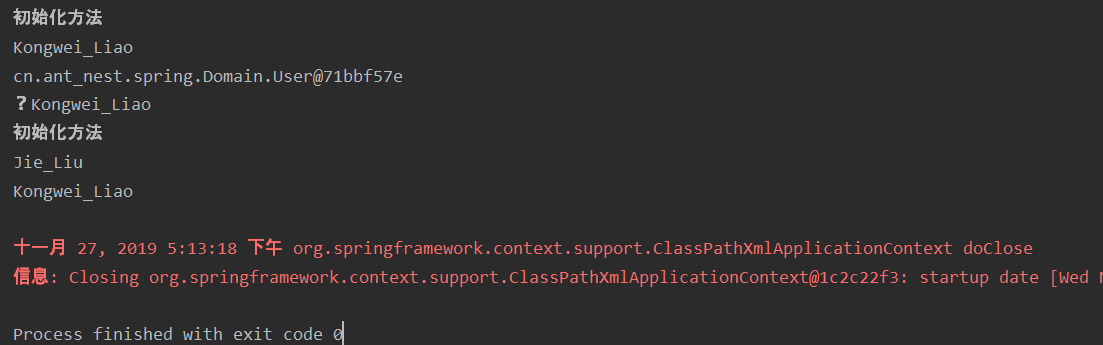 初始化方法
Kongwei_Liao
cn.ant_nest.spring.Domain.User@71bbf57e
?Kongwei_Liao
初始化方法
Jie_Liu
Kongwei_Liao
十一月 27, 2019 5:13:18 下午 org.springframework.context.support.ClassPathXmlApplicationContext doClose
信息: Closing org.springframework.context.support.ClassPathXmlApplicationContext@1c2c22f3: startup date [Wed
Process finished with exit code 0